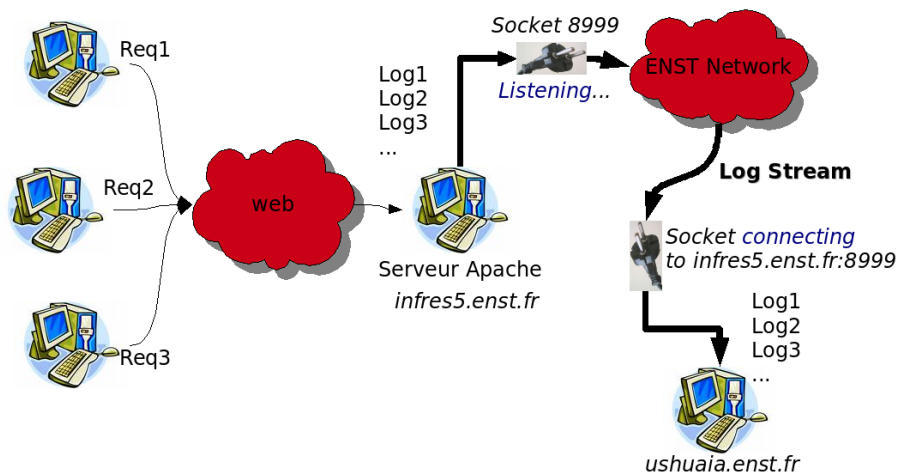 Req1
Req2
Req3
web
Log1
Log2
Log3
...
Serveur Apache
infres5.enst.fr
Socket 8999
Listening...
ENST Network
Log Stream
Socket connecting
to infres5.enst.fr:8999
Log1
Log2
Log3
...
ushuaia.enst.fr